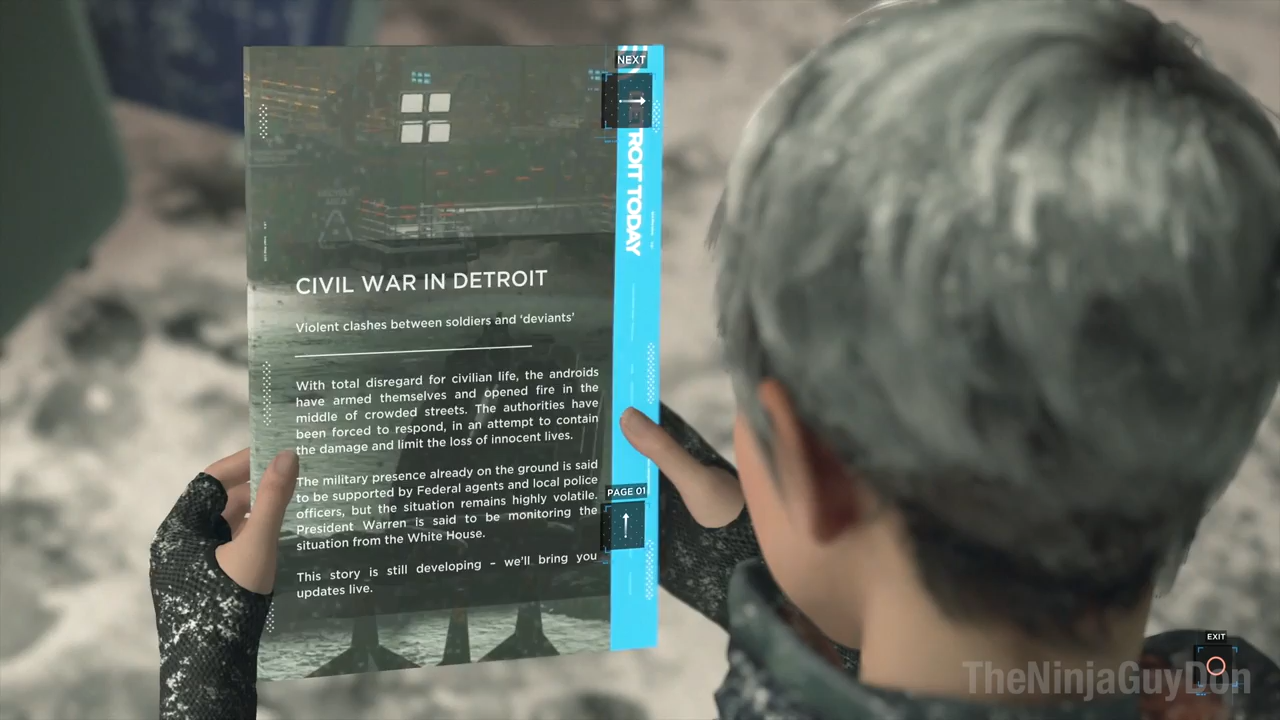 NEXT
TROIT TODAY
CIVIL WAR IN DETROIT
Violent clashes between soldiers and ‘deviants’
With total disregard for civilian life, the androids
have armed themselves and opened fire in the
middle of crowded streets. The authorities have
been forced to respond, in an attempt to contain
the damage and limit the loss of innocent lives.
The military presence already on the ground is said
to be supported by Federal agents and local police
officers, but the situation remains highly volatile.
President Warren is said to be monitoring the
situation from the White House.
PAGE 01
This story is still developing – we’ll bring you
updates live.
EXIT
TheNinjaGuyDon